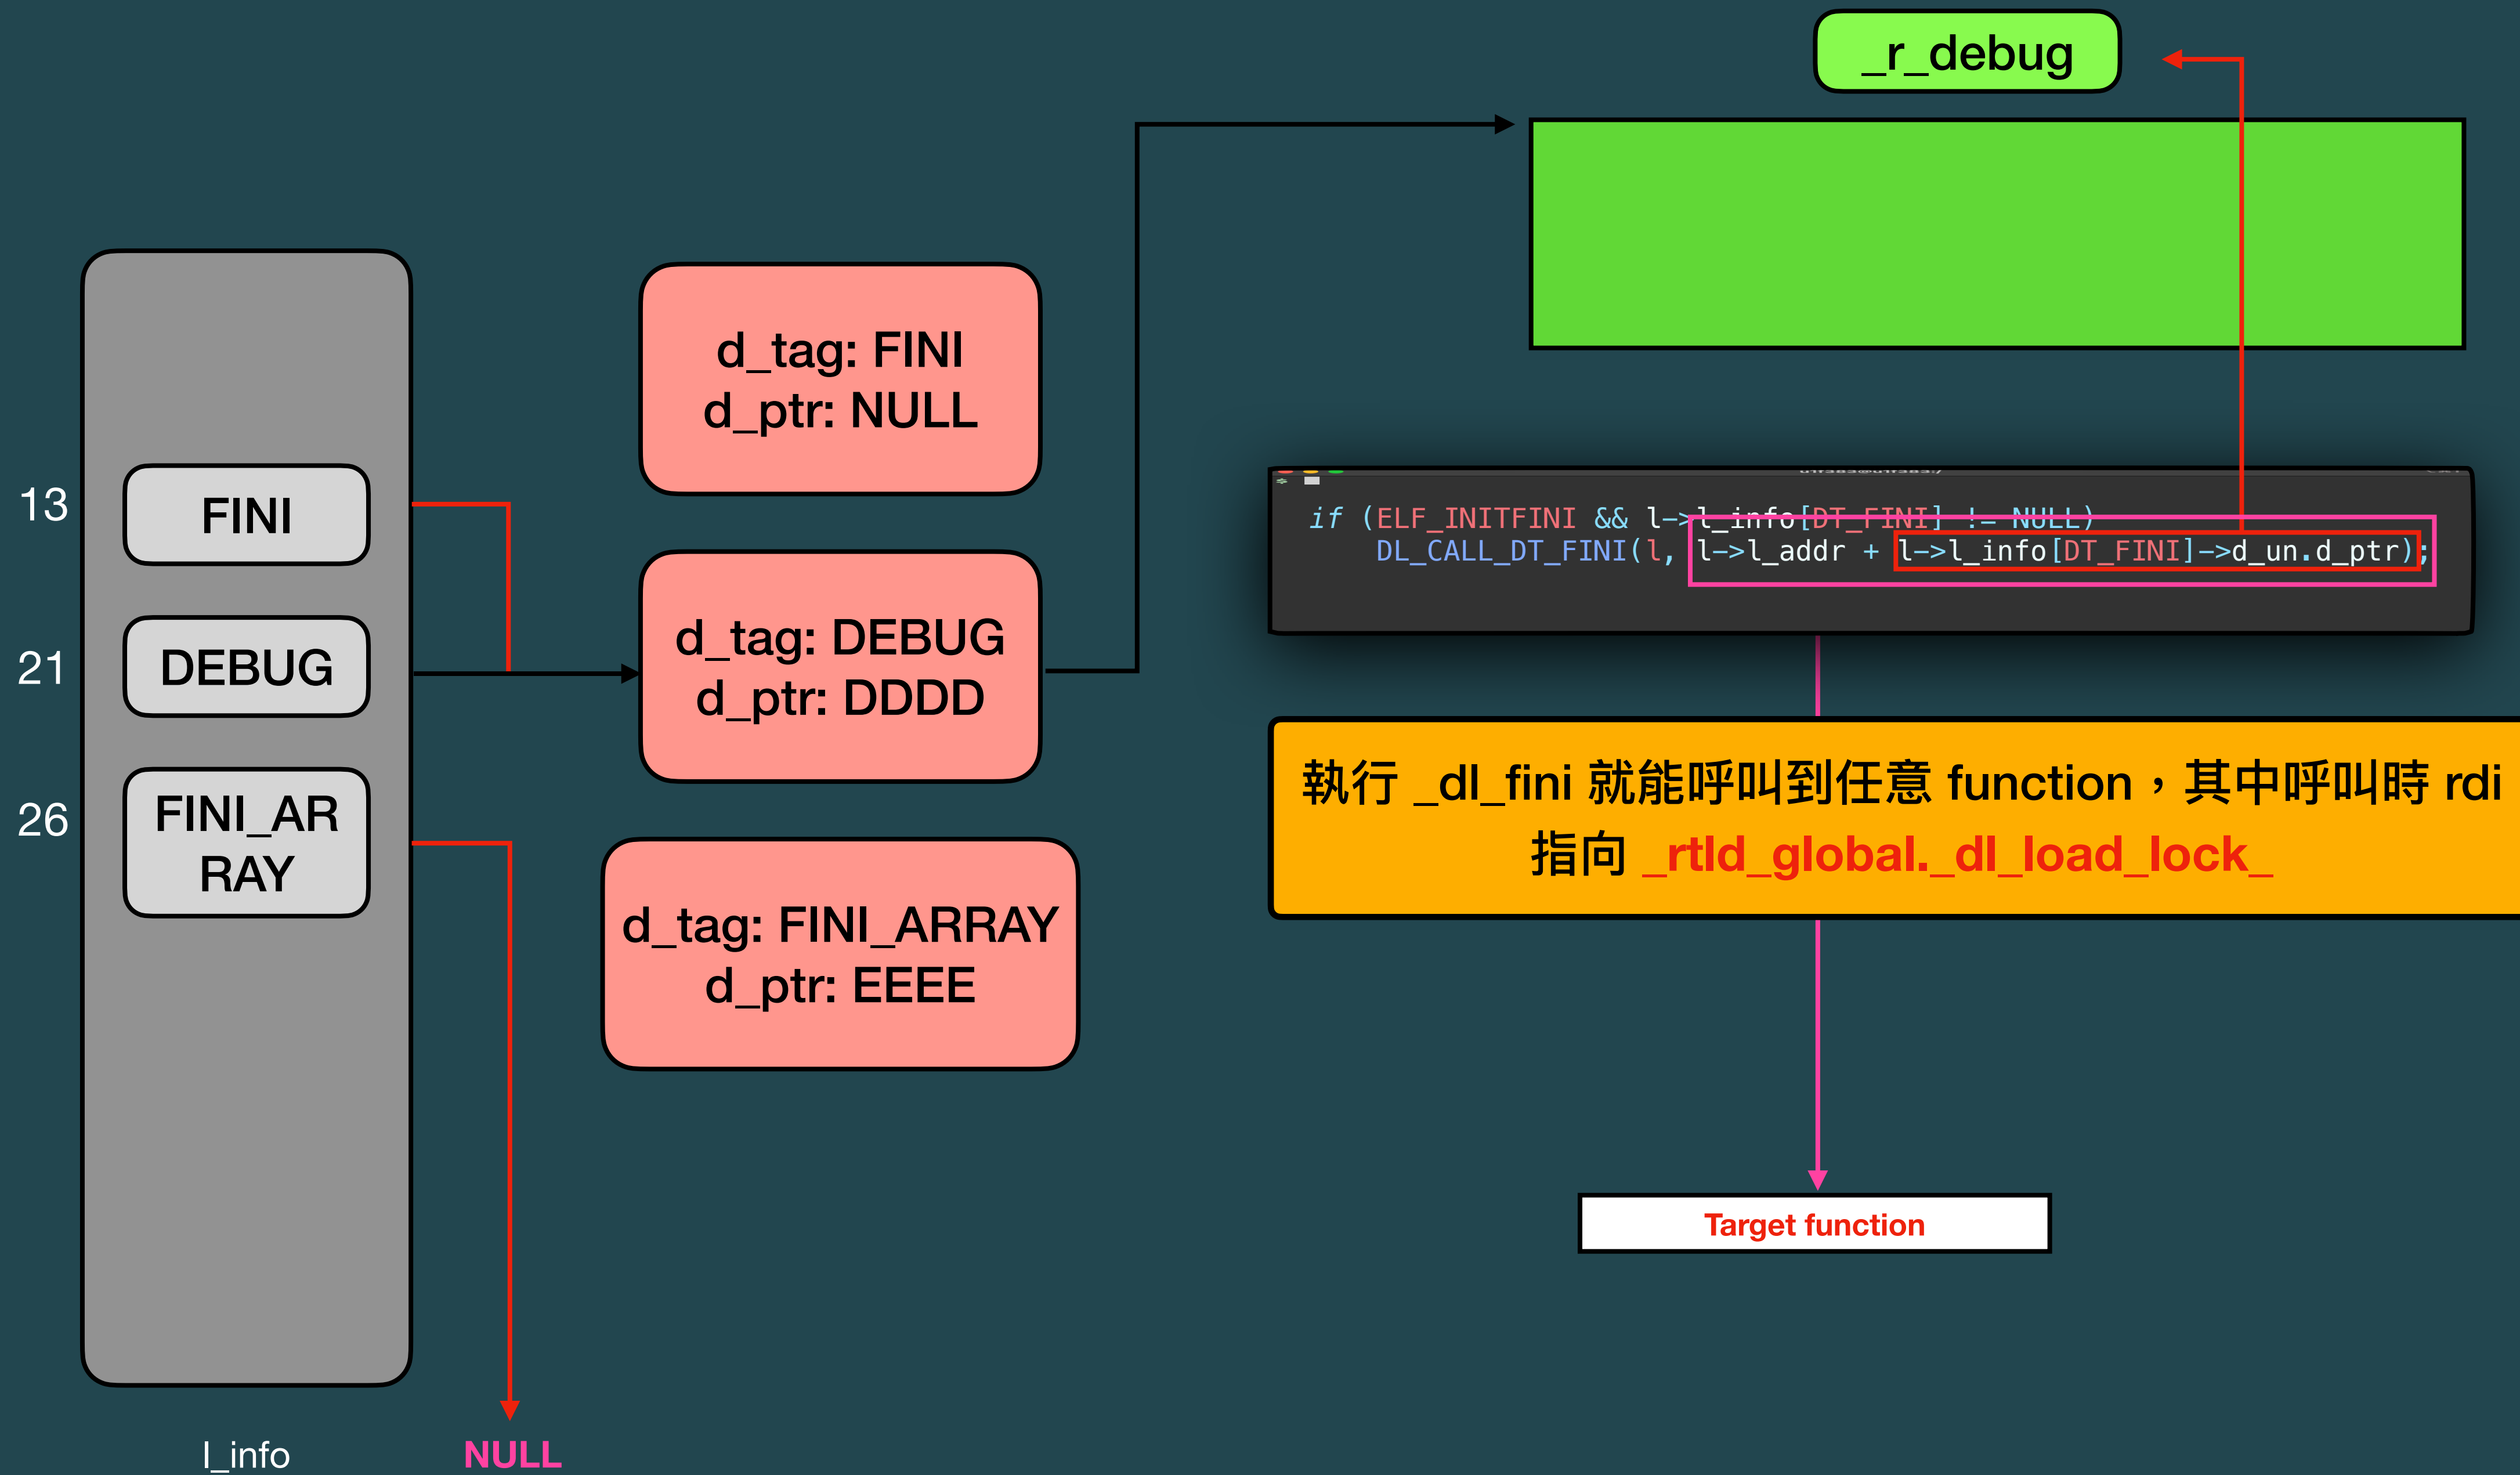 _r_debug
d_tag: FINI
d_ptr: NULL
13
FINI
if (ELF_INITFINI && l->l_info[DT_FINI] != NULL)
DL_CALL_DT_FINI(l, l->l_addr + l->l_info[DT_FINI]->d_un.d_ptr);
21
DEBUG
d_tag: DEBUG
d_ptr: DDDD
執行 _dl_fini 就能呼叫到任意 function，其中呼叫時 rdi
指向 _rtld_global._dl_load_lock_
26
FINI_AR
RAY
d_tag: FINI_ARRAY
d_ptr: EEEE
Target function
l_info
NULL